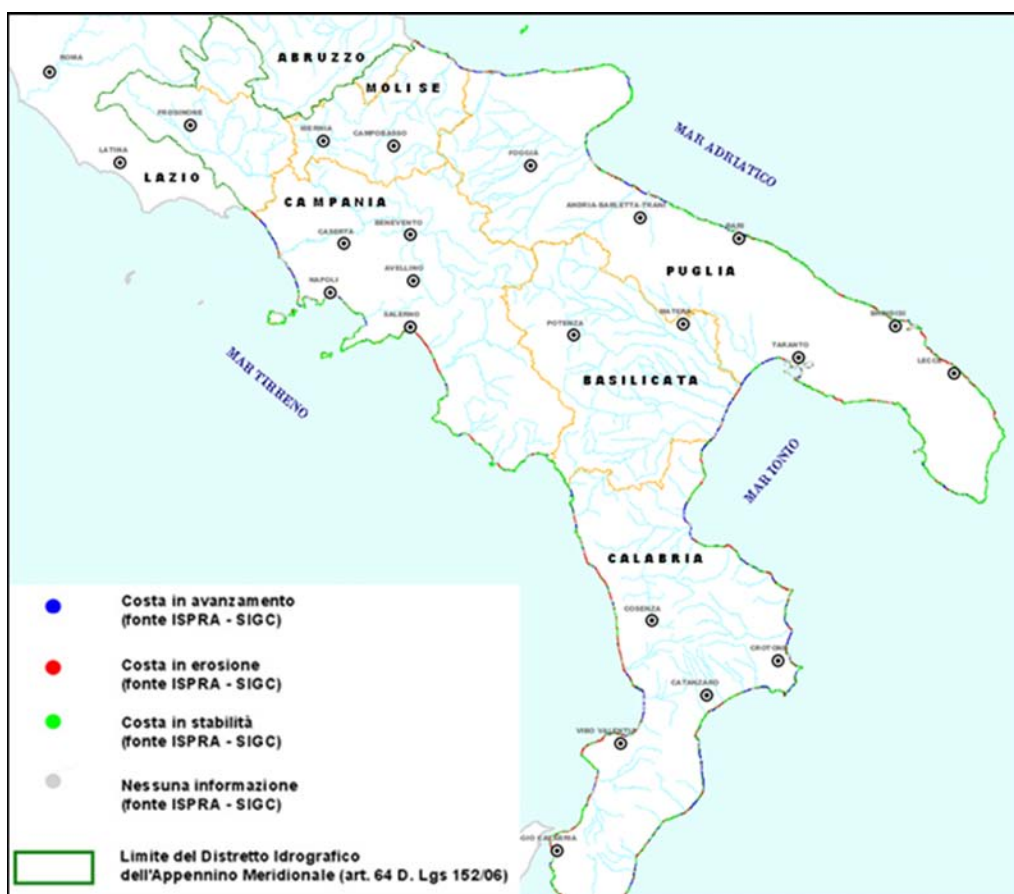 ROMA
ABRUZZO
MOLISE
FROSINONE
ISERNIA
CAMPOBASSO
LATINA
FOGGIA
MAR ADRIATICO
LAZIO
CAMPANIA
ANDRIA-BARLETTA-TRANI
BENEVENTO
CASERTA
BARI
AVELLINO
PUGLIA
NAPOLI
SALERNO
POTENZA
MATERA
BRINDISI
TARANTO
LECCE
MAR TIRRENO
BASILICATA
MAR IONIO
CALABRIA
COSENZA
CROTONE
CATANZARO
VIBO VALENTIA
GIO CALABRIA
Costa in avanzamento
(fonte ISPRA - SIGC)
Costa in erosione
(fonte ISPRA - SIGC)
Costa in stabilità
(fonte ISPRA - SIGC)
Nessuna informazione
(fonte ISPRA - SIGC)
Limite del Distretto Idrografico
dell'Appennino Meridionale (art. 64 D. Lgs 152/06)